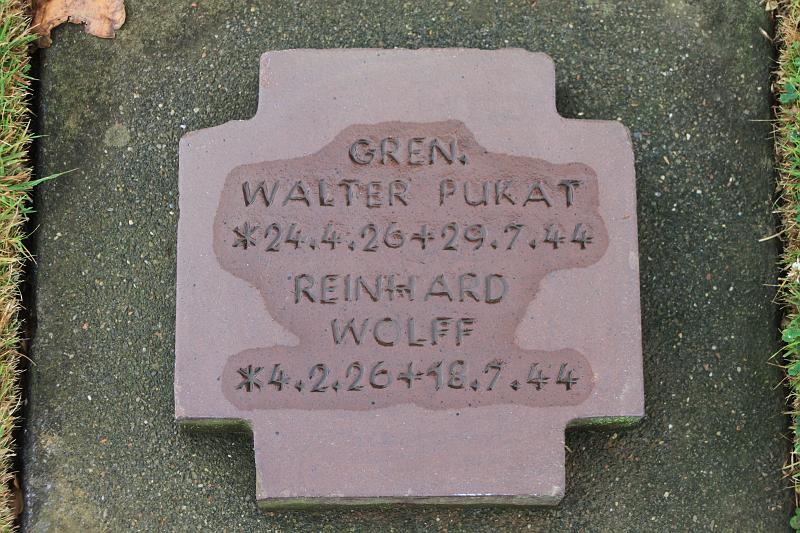 GREN.
WALTER PUKAT
*24.4.26+29.7.44
REINHARD
WOLFF
*4.2.26+18.7.44*